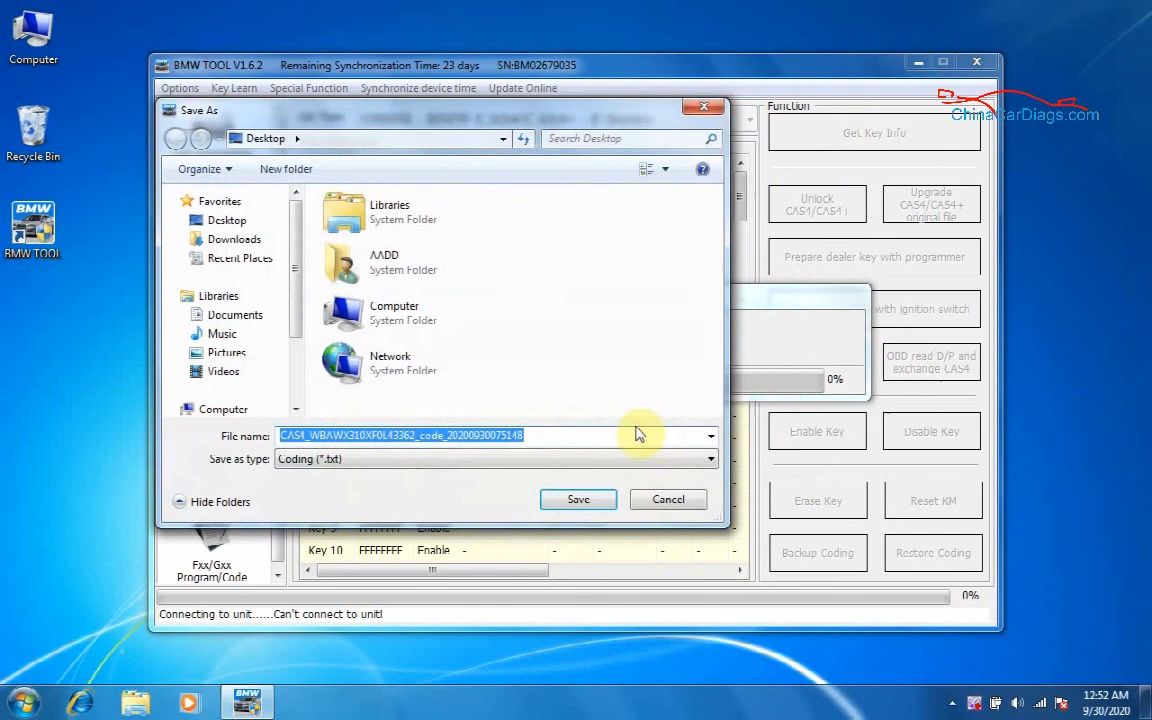 Computer
Recycle Bin
BMW TOOL
BMW TOOL V1.6.2 Remaining Synchronization Time: 23 days SN:BM02679035
Options Key Learn Special Function Synchronize device time Update Online
ChinaCarDiags.com
Save As
Desktop
Search Desktop
Organize New folder
Favorites
Desktop
Downloads
Recent Places
Libraries
Documents
Music
Pictures
Videos
Computer
Libraries
System Folder
AADD
System Folder
Computer
System Folder
Network
System Folder
File name: CAS4_WBAWX310XF0L43362_code_20200930075148
Save as type: Coding (*.txt)
Hide Folders
Save Cancel
Function
Get Key Info
Unlock
CAS4/CAS4+
Upgrade
CAS4/CAS4+
original file
Prepare dealer key with programmer
with ignition switch
OBD read D/P and
exchange CAS4
0%
Enable Key Disable Key
Erase Key Reset KM
Backup Coding Restore Coding
Key 10 FFFFFFFF Enable - - - -
Fxx/Gxx
Program/Code
0%
Connecting to unit......Can't connect to unit!
12:52 AM
9/30/2020